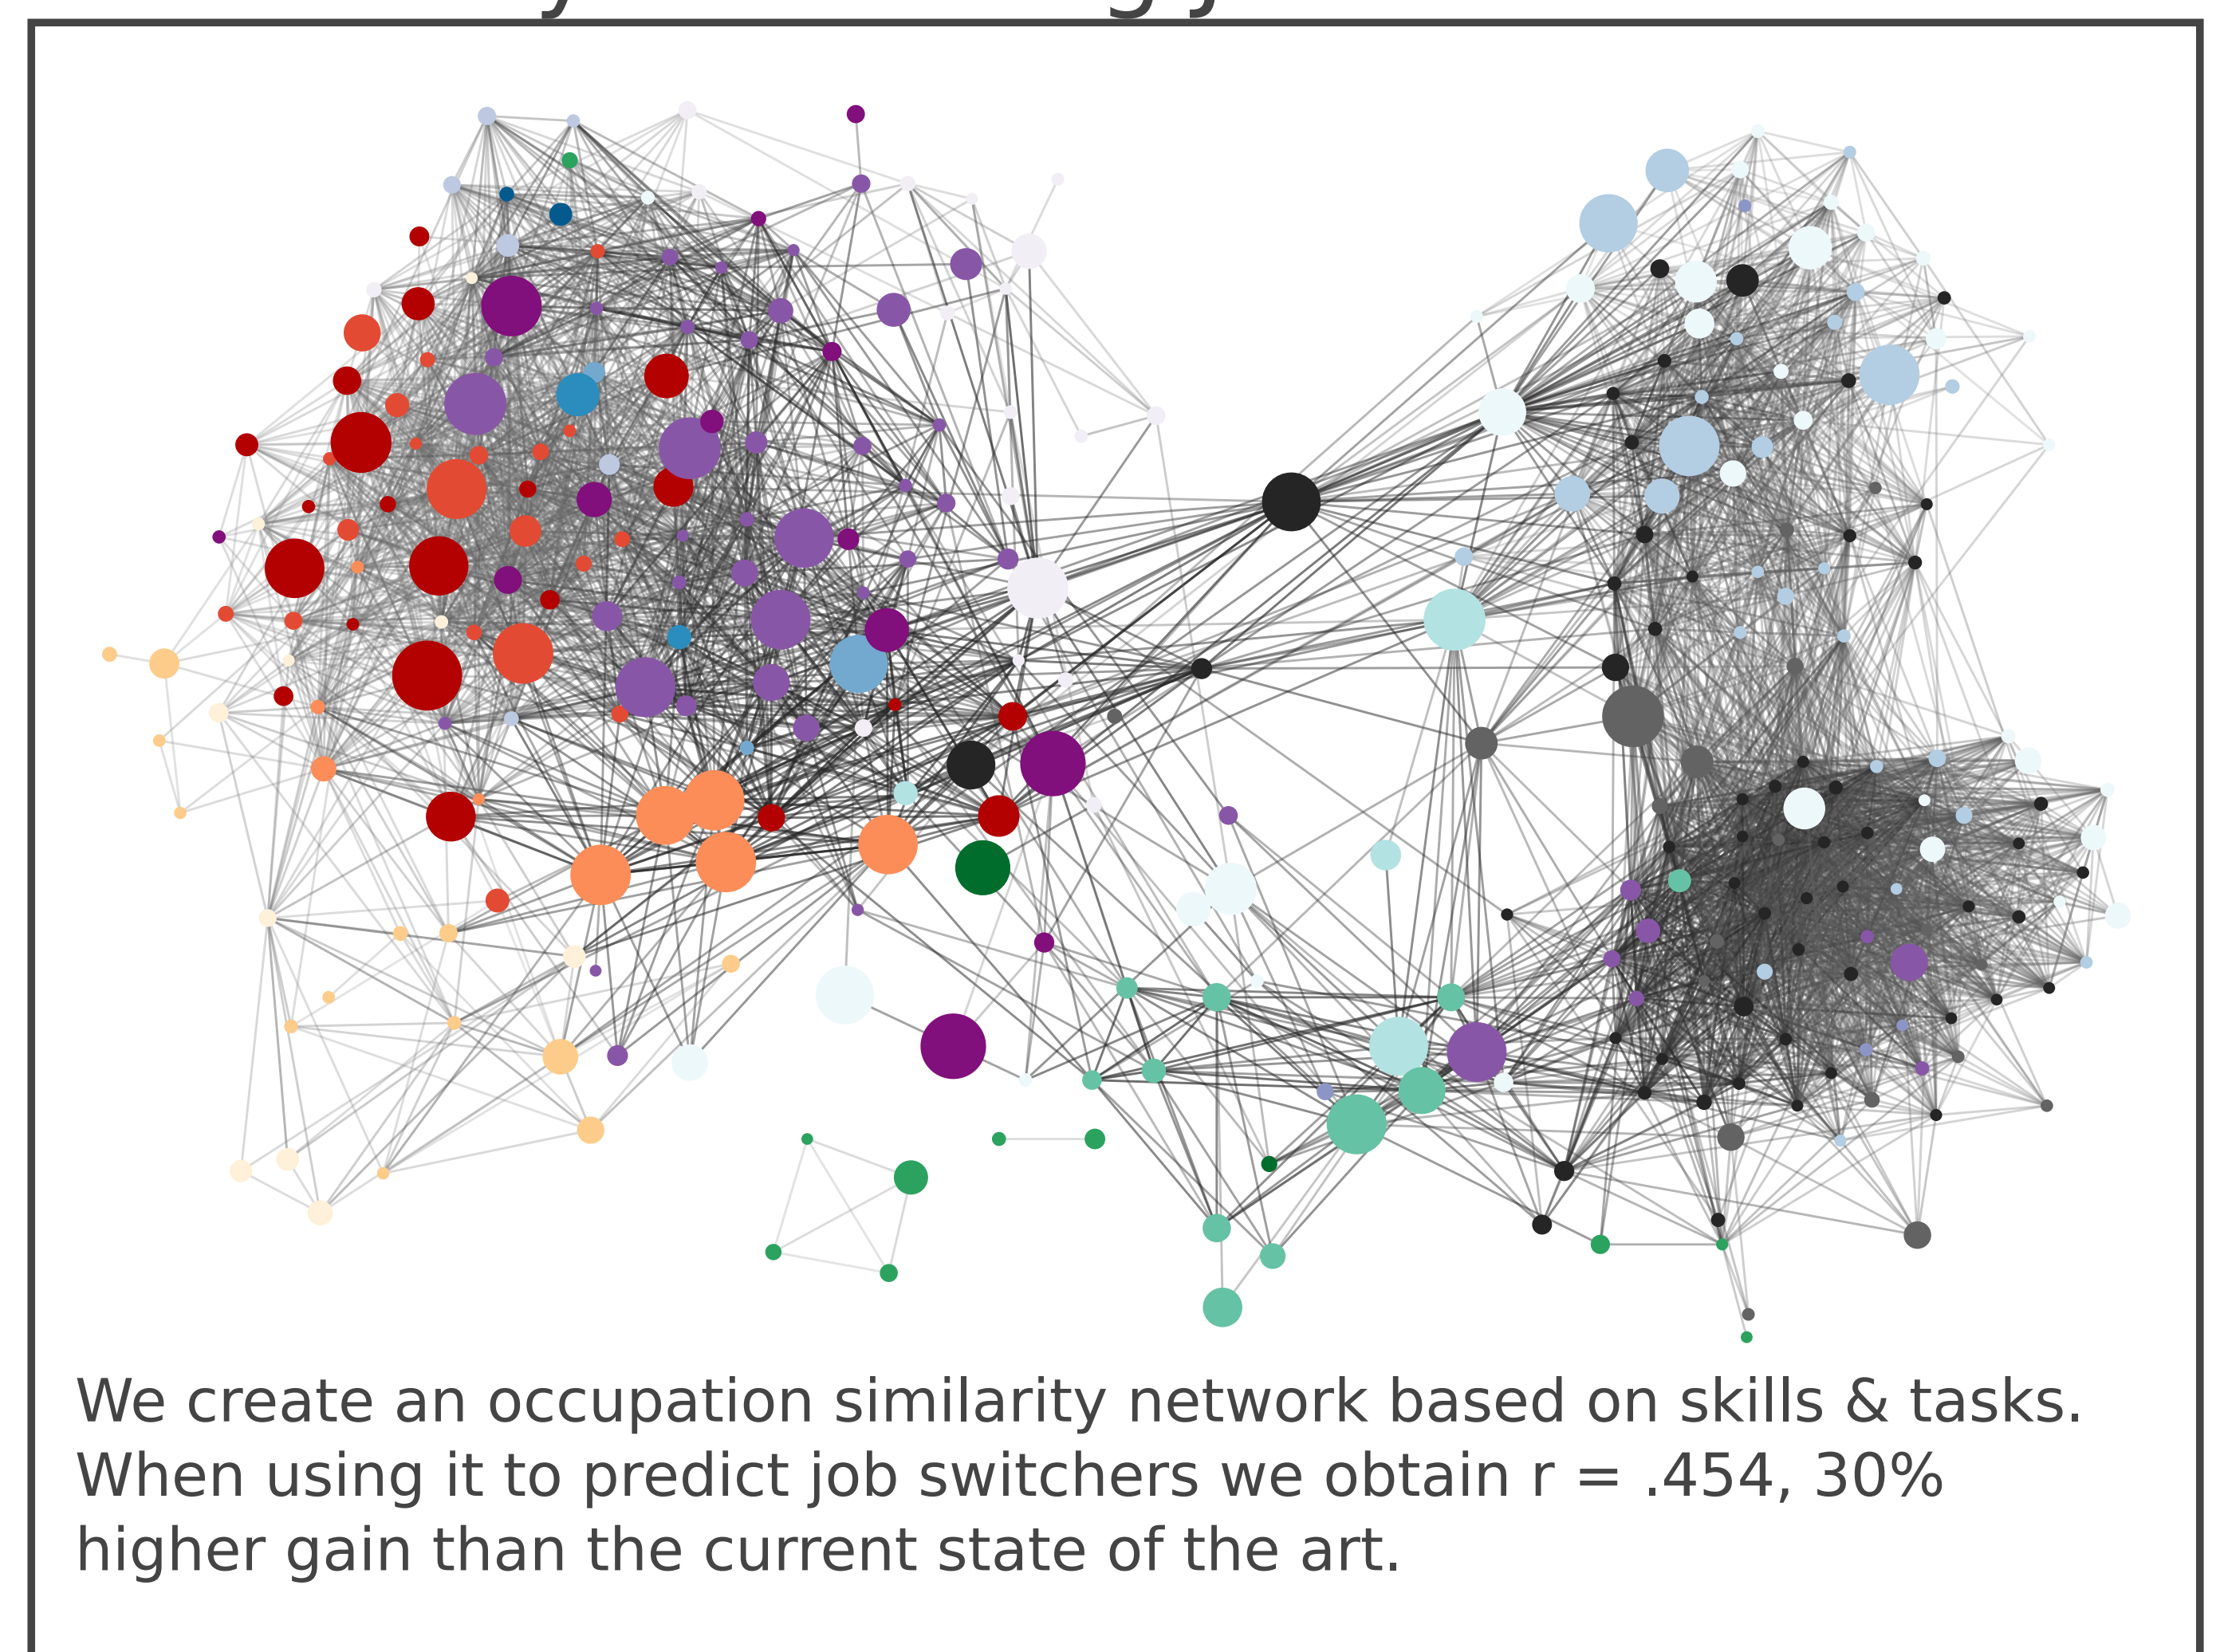 We create an occupation similarity network based on skills & tasks.
When using it to predict job switchers we obtain r = .454, 30%
higher gain than the current state of the art.